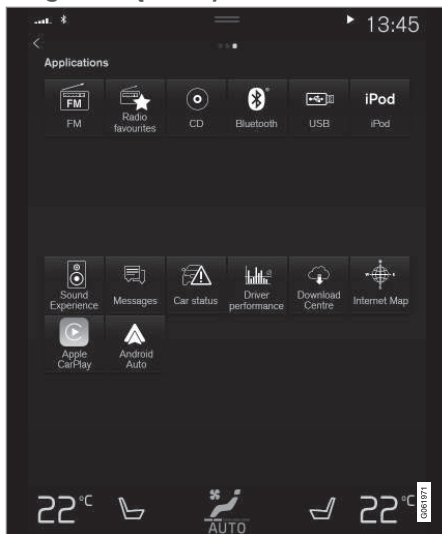 13:45
Applications
FM
iPod
FM
Radio
favourites
CD
Bluetooth
USB
iPod
Sound
Experience
Messages
Car status
Driver
performance
Download
Centre
Internet Map
Apple
CarPlay
Android
Auto
22°C
22°C
AUTO
G061971